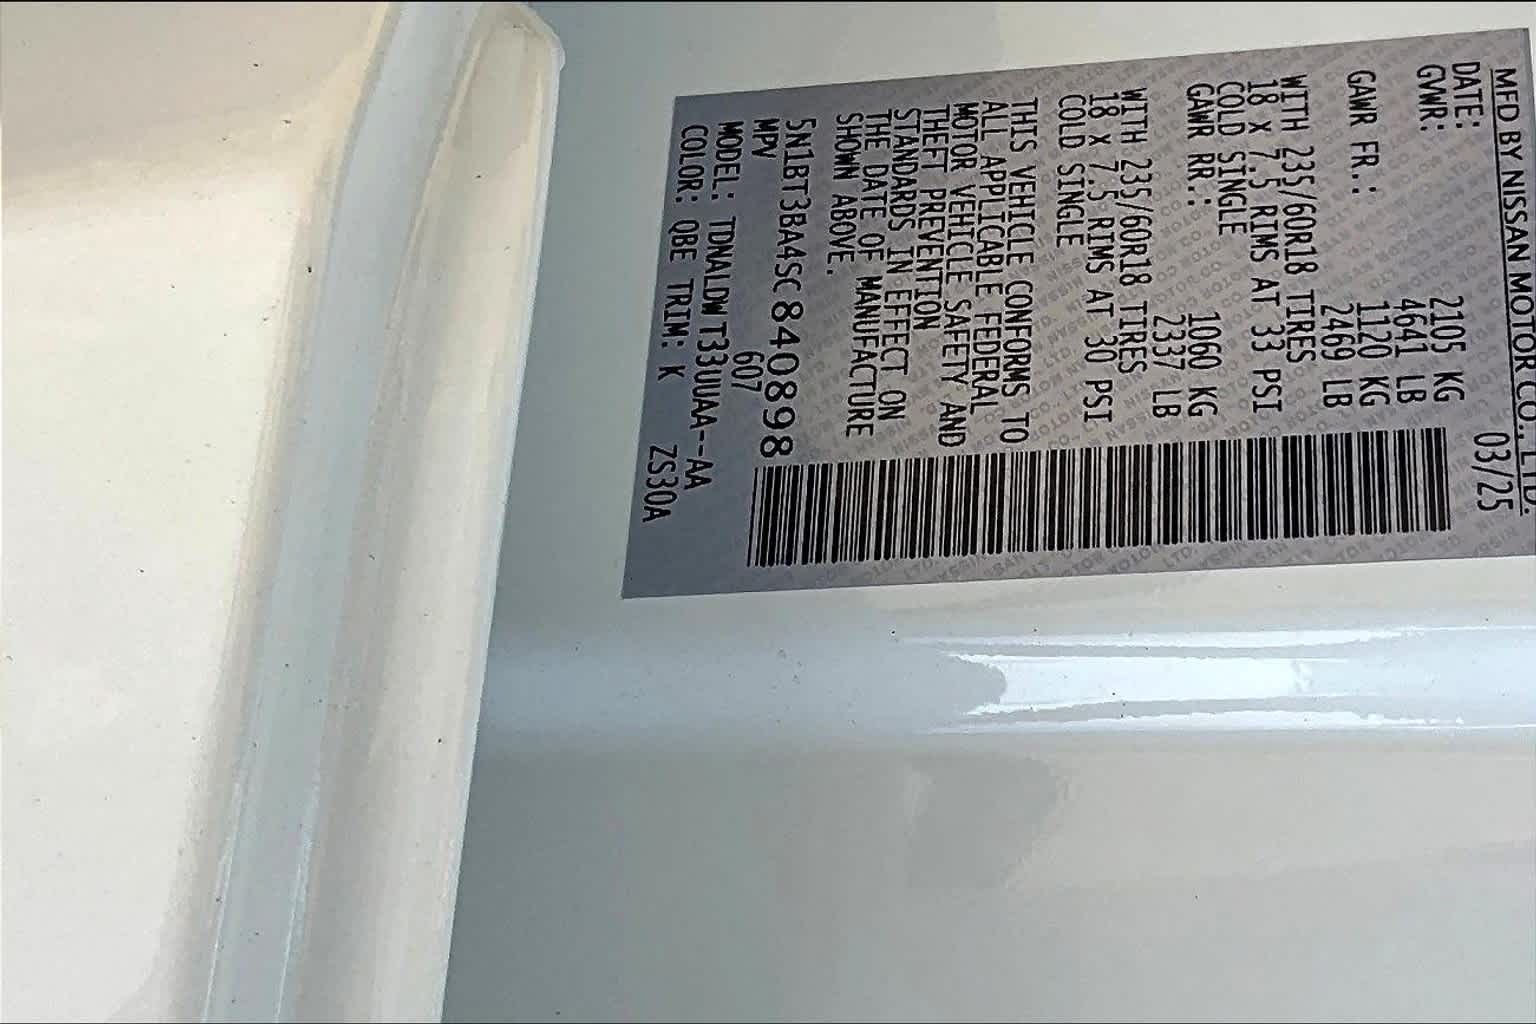 MFD BY NISSAN MOTOR CO., LTD.
DATE: 03/25
GVWR: 2105 KG
4641 LB
GAWR FR.: 1120 KG
2469 LB
WITH 235/60R18 TIRES
18 X 7.5 RIMS AT 33 PSI
COLD SINGLE
GAWR RR.: 1060 KG
2337 LB
WITH 235/60R18 TIRES
18 X 7.5 RIMS AT 30 PSI
COLD SINGLE
THIS VEHICLE CONFORMS TO
ALL APPLICABLE FEDERAL
MOTOR VEHICLE SAFETY AND
THEFT PREVENTION
STANDARDS IN EFFECT ON
THE DATE OF MANUFACTURE
SHOWN ABOVE.
5N1BT3BA4SC840898
MPV 607
MODEL: TDNALDWT33UUAA--AA
COLOR: QBE TRIM: K ZS30A